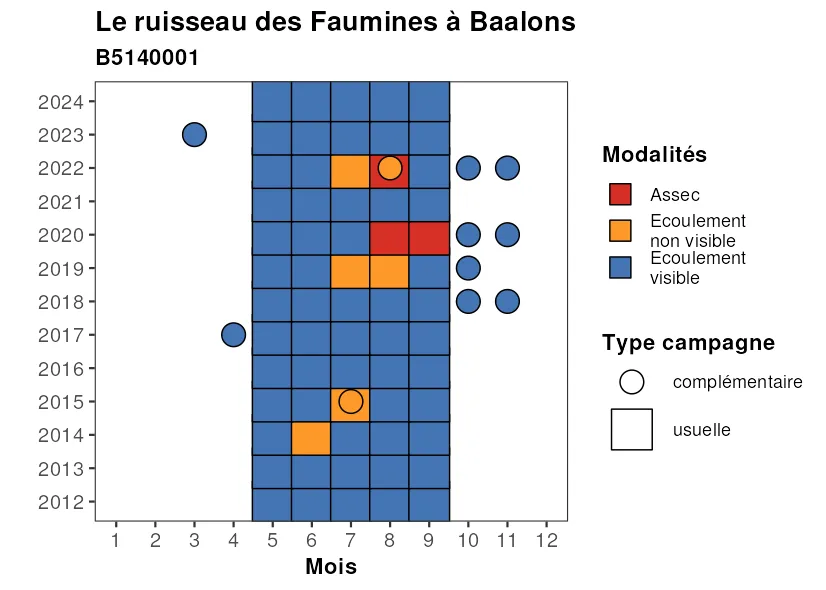 Le ruisseau des Faumines à Baalons
B5140001
2024
2023
2022
2021
2020
2019
2018
2017
2016
2015
2014
2013
2012
1 2 3 4 5 6 7 8 9 10 11 12
Mois
Modalités
Assec
Ecoulement
non visible
Ecoulement
visible
Type campagne
complémentaire
usuelle